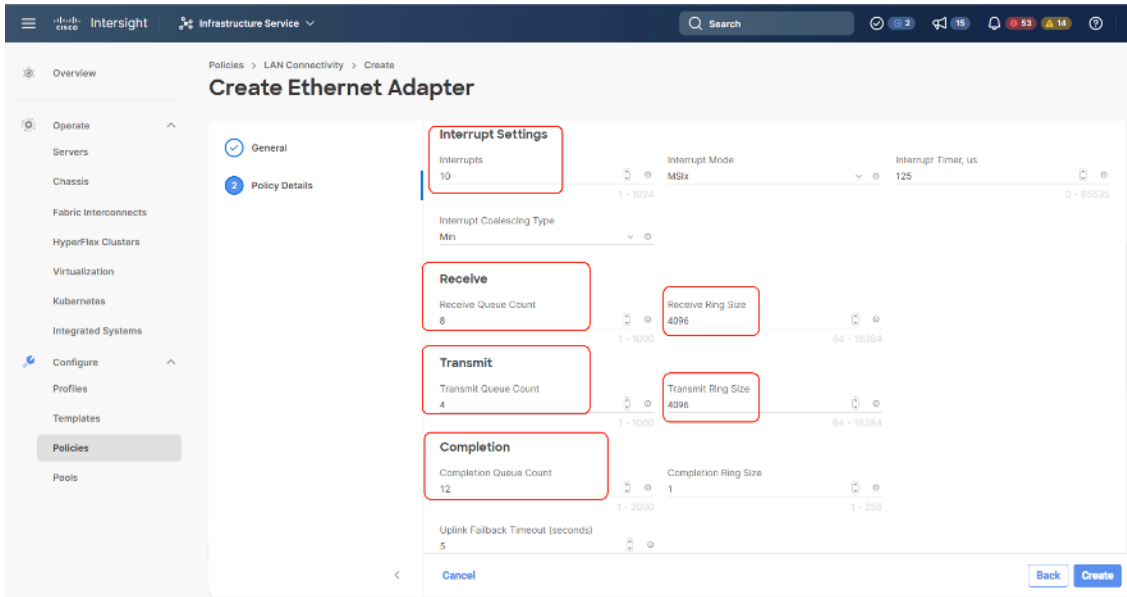 CISCO Intersight Infrastructure Service Search 2 15 53 14
Overview
Operate
Servers
Chassis
Fabric Interconnects
HyperFlex Clusters
Virtualization
Kubernetes
Integrated Systems
Configure
Profiles
Templates
Policies
Pools
Policies > LAN Connectivity > Create
Create Ethernet Adapter
General
2 Policy Details
Interrupt Settings
Interrupts Interrupt Mode Interrupt Timer, us
10 MSIx 125
1 - 1024 0 - 65535
Interrupt Coalescing Type
Min
Receive
Receive Queue Count Receive Ring Size
8 4096
1 - 1000 64 - 16384
Transmit
Transmit Queue Count Transmit Ring Size
4 4096
1 - 1000 64 - 16384
Completion
Completion Queue Count Completion Ring Size
12 1
1 - 2000 1 - 256
Uplink Failback Timeout (seconds)
5
Cancel Back Create